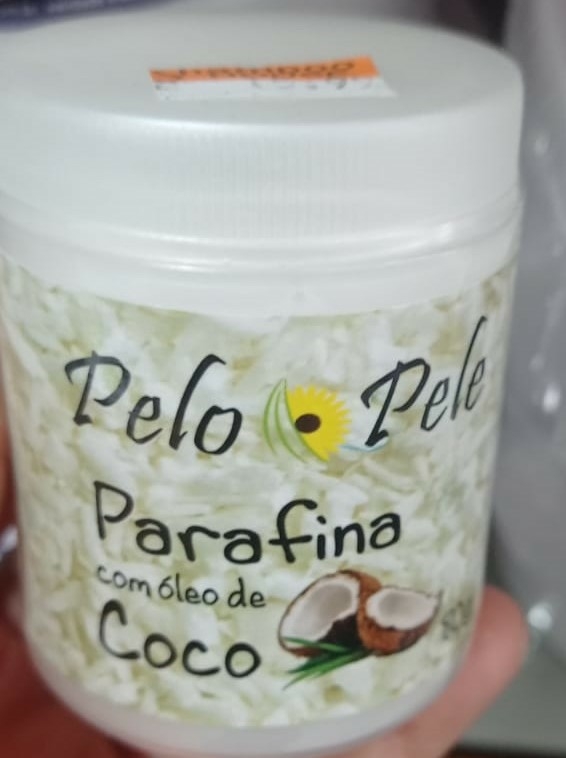 Pelo Pele
Parafina
com óleo de
Coco